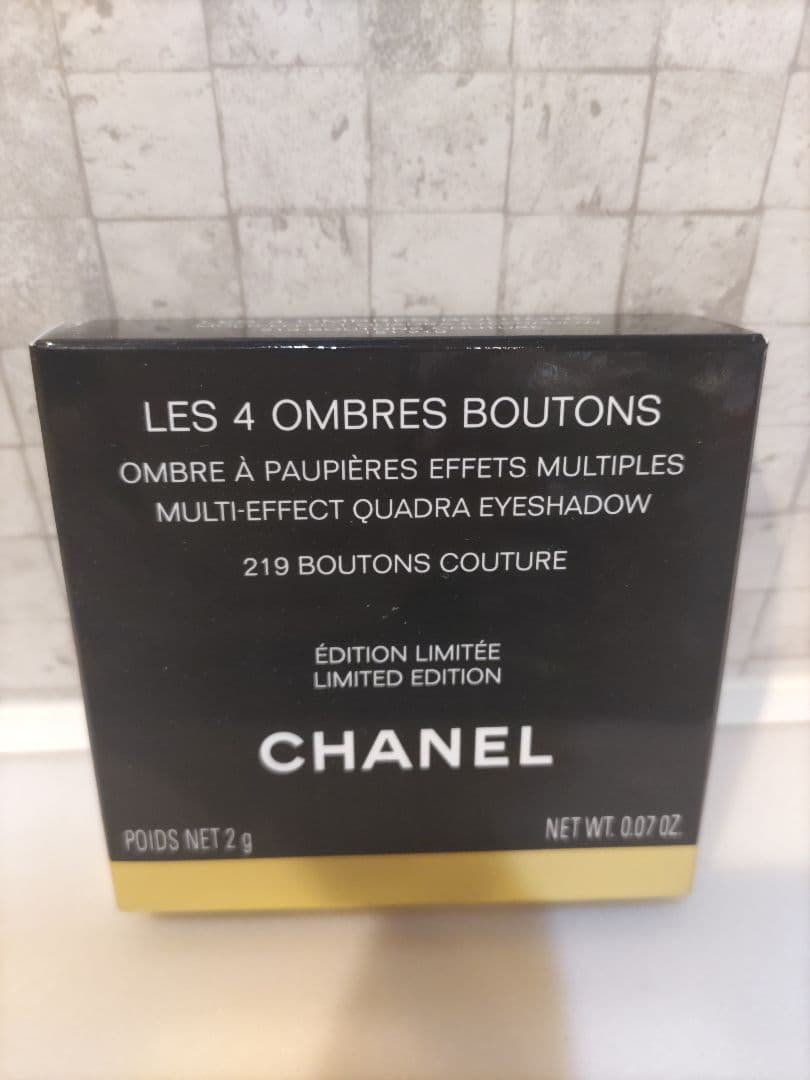 LES 4 OMBRES BOUTONS
OMBRE À PAUPIÈRES EFFETS MULTIPLES
MULTI-EFFECT QUADRA EYESHADOW
219 BOUTONS COUTURE
ÉDITION LIMITÉE
LIMITED EDITION
CHANEL
POIDS NET 2 g
NET WT. 0.07 OZ.